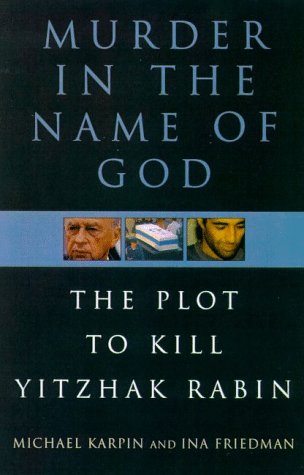 MURDER
IN THE
NAME OF
GOD
THE PLOT
TO KILL
YITZHAK RABIN
MICHAEL KARPIN AND INA FRIEDMAN